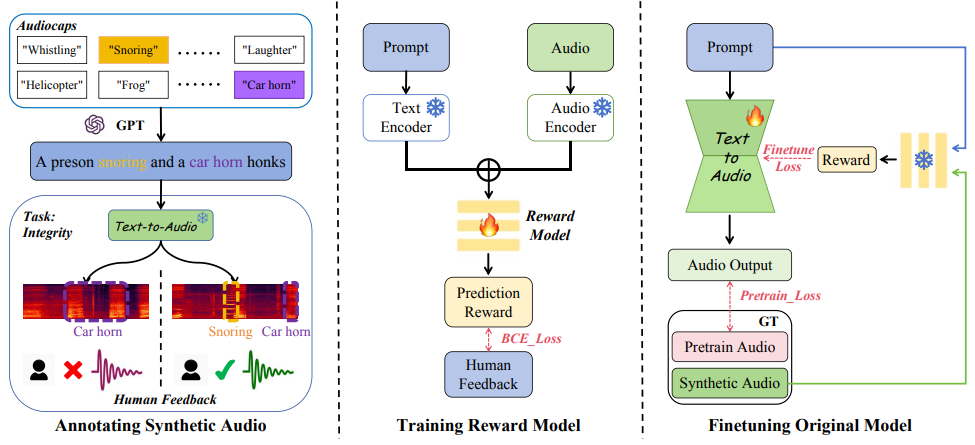 Audiocaps
"Whistling" "Snoring" ...... "Laughter"
"Helicopter" "Frog" ...... "Car horn"
GPT
A preson snoring and a car horn honks
Task:
Integrity
Text-to-Audio
Car horn
Snoring
Car horn
Human Feedback
Annotating Synthetic Audio
Prompt
Audio
Text
Encoder
Audio
Encoder
Reward
Model
Prediction
Reward
BCE_Loss
Human
Feedback
Training Reward Model
Prompt
Text
to
Audio
Finetune
Loss
Reward
Audio Output
Pretrain_Loss
GT
Pretrain Audio
Synthetic Audio
Finetuning Original Model